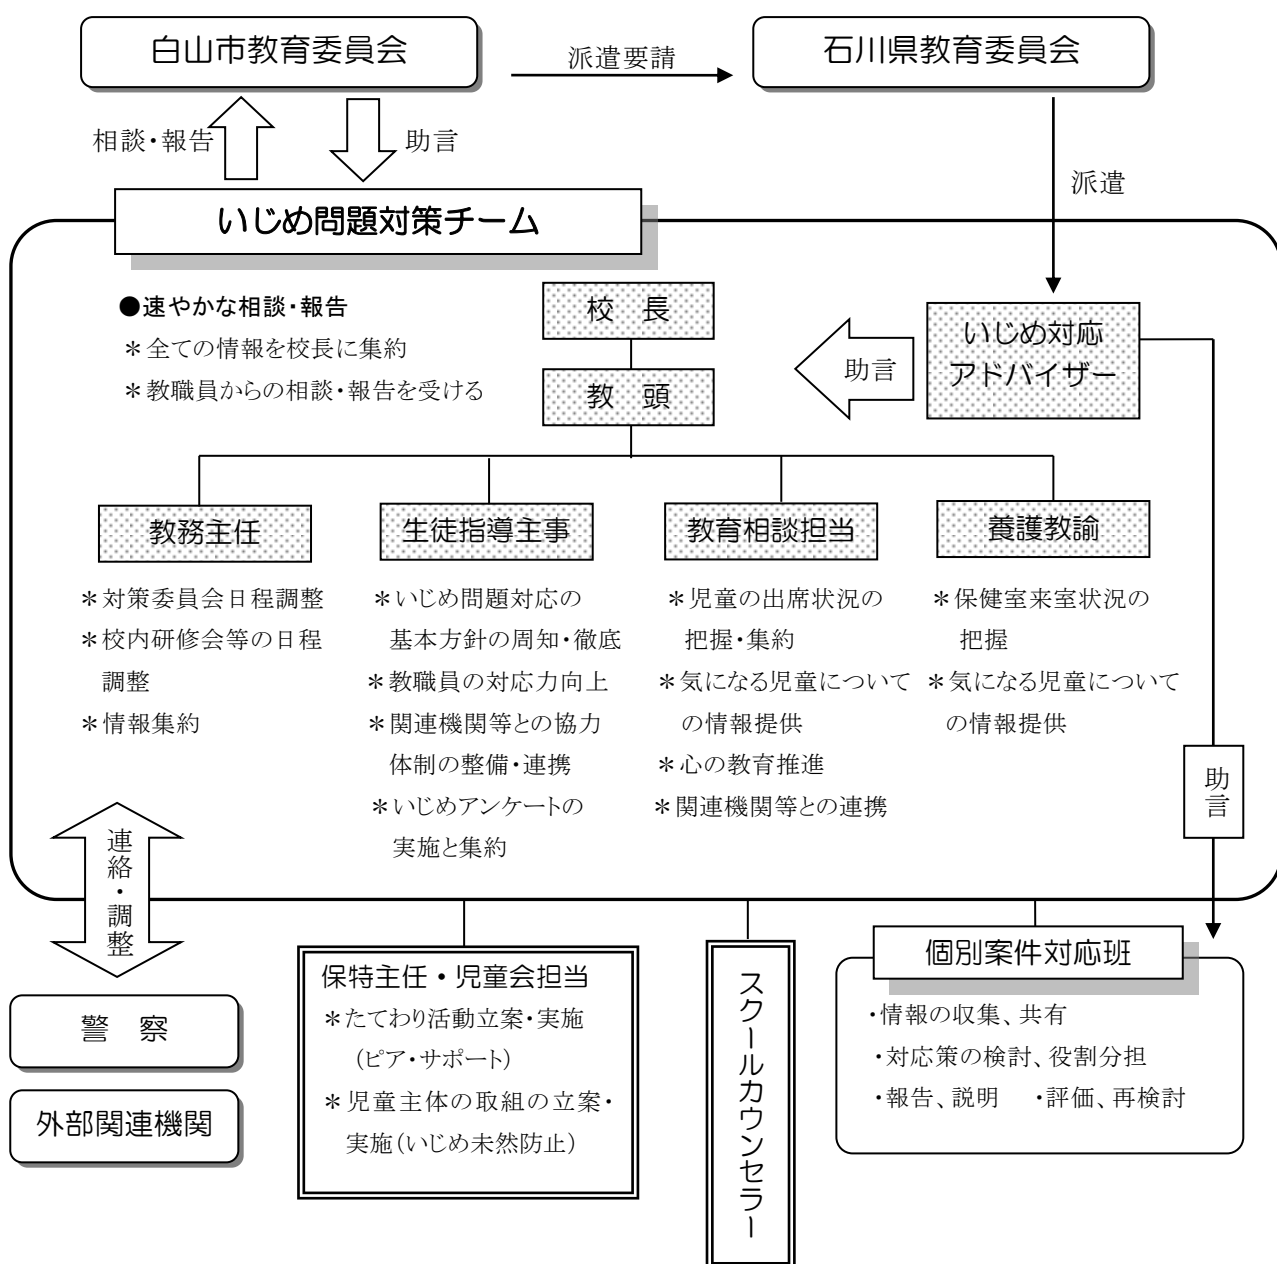 白山市教育委員会
派遣要請
石川県教育委員会
相談・報告
助言
派遣
いじめ問題対策チーム
●速やかな相談・報告
＊全ての情報を校長に集約
＊教職員からの相談・報告を受ける
校　長
教　頭
助言
いじめ対応
アドバイザー
教務主任
＊対策委員会日程調整
＊校内研修会等の日程
調整
＊情報集約
生徒指導主事
＊いじめ問題対応の
基本方針の周知・徹底
＊教職員の対応力向上
＊関連機関等との協力
体制の整備・連携
＊いじめアンケートの
実施と集約
教育相談担当
＊児童の出席状況の
把握・集約
＊気になる児童について
の情報提供
＊心の教育推進
＊関連機関等との連携
養護教諭
＊保健室来室状況の
把握
＊気になる児童について
の情報提供
助言
連絡・調整
警　察
外部関連機関
保特主任・児童会担当
＊たてわり活動立案・実施
（ピア・サポート）
＊児童主体の取組の立案・
実施（いじめ未然防止）
スクールカウンセラー
個別案件対応班
・情報の収集、共有
・対応策の検討、役割分担
・報告、説明　・評価、再検討